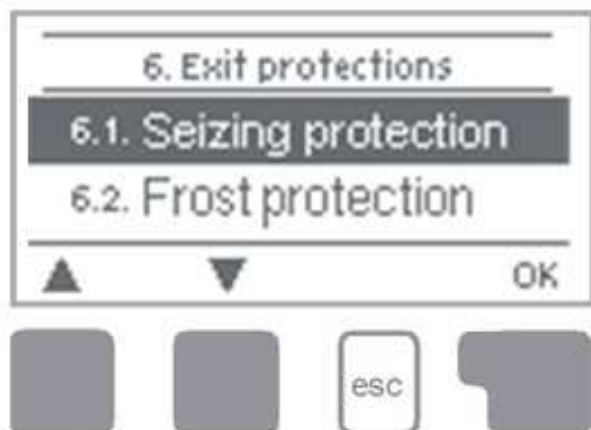 6. Exit protections
6.1. Seizing protection
6.2. Frost protection
OK
esc